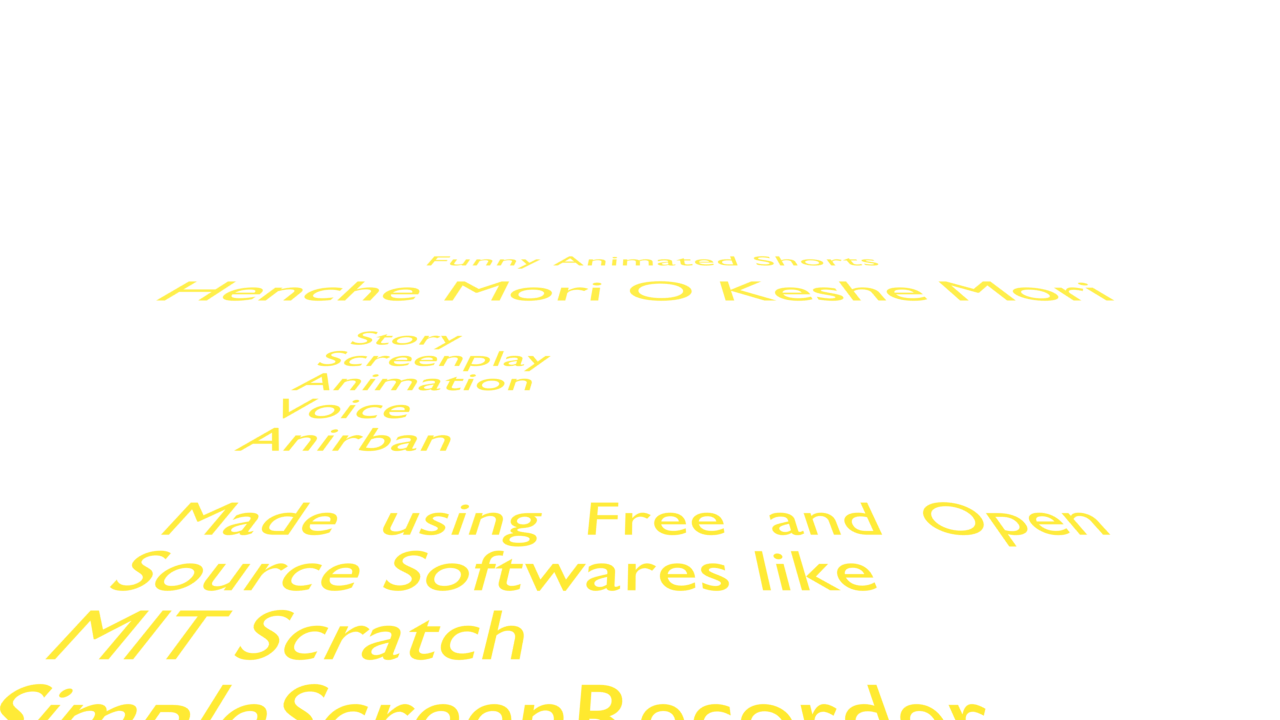 Funny Animated Shorts
Henche Mori O Keshe Mori
Story
Screenplay
Animation
Voice
Anirban
Made using Free and Open
Source Softwares like
MIT Scratch
SimpleScreenRecorder